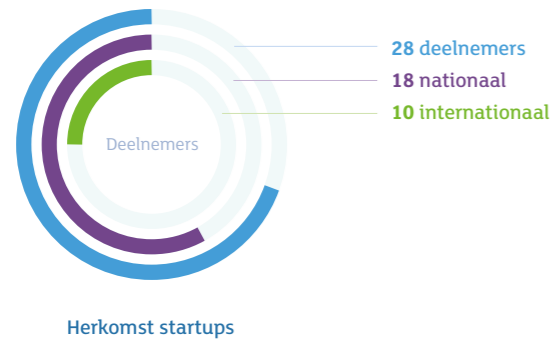 28 deelnemers
18 nationaal
10 internationaal
Deelnemers
Herkomst startups